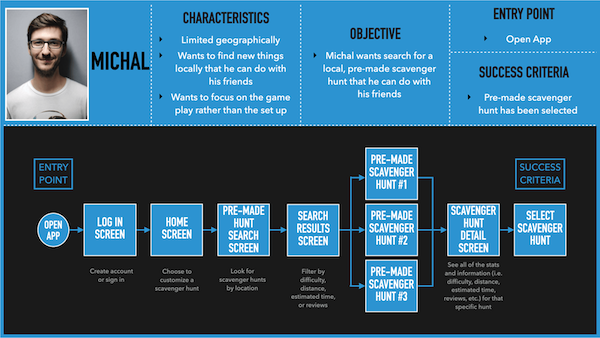 MICHAL
CHARACTERISTICS
Limited geographically
Wants to find new things
locally that he can do with
his friends
Wants to focus on the game
play rather than the set up
OBJECTIVE
Michal wants search for a
local, pre-made scavenger
hunt that he can do with
his friends
ENTRY POINT
Open App
SUCCESS CRITERIA
Pre-made scavenger
hunt has been selected
ENTRY
POINT
SUCCESS
CRITERIA
OPEN
APP
LOG IN
SCREEN
Create account
or sign in
HOME
SCREEN
Choose to
customize a
scavenger hunt
PRE-MADE
HUNT
SEARCH
SCREEN
Look for
scavenger hunts
by location
SEARCH
RESULTS
SCREEN
Filter by
difficulty,
distance,
estimated time,
or reviews
PRE-MADE
SCAVENGER
HUNT #1
PRE-MADE
SCAVENGER
HUNT #2
PRE-MADE
SCAVENGER
HUNT #3
SCAVENGER
HUNT
DETAIL
SCREEN
See all of the stats
and information (i.e.
difficulty, distance,
estimated time,
reviews, etc.) for that
specific hunt
SELECT
SCAVENGER
HUNT